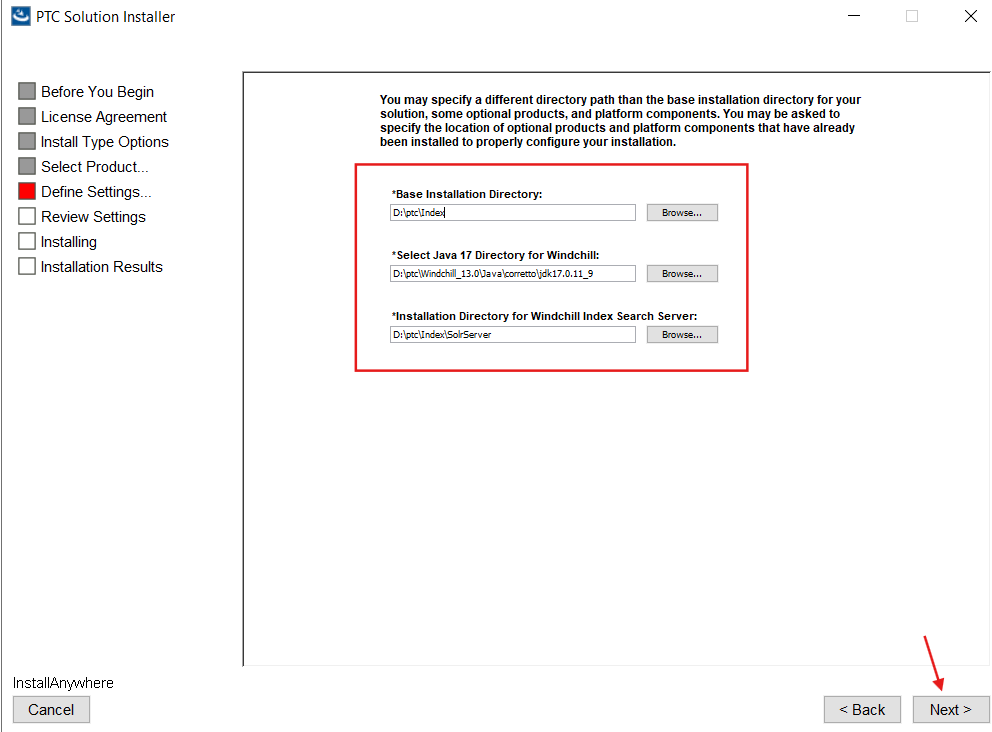 PTC Solution Installer
Before You Begin
License Agreement
Install Type Options
Select Product...
Define Settings...
Review Settings
Installing
Installation Results
You may specify a different directory path than the base installation directory for your
solution, some optional products, and platform components. You may be asked to
specify the location of optional products and platform components that have already
been installed to properly configure your installation.
*Base Installation Directory:
D:\ptc\Index
Browse...
*Select Java 17 Directory for Windchill:
D:\ptc\Windchill_13.0\Java\corretto\jdk17.0.11_9
Browse...
*Installation Directory for Windchill Index Search Server:
D:\ptc\Index\SolrServer
Browse...
InstallAnywhere
Cancel
< Back
Next >